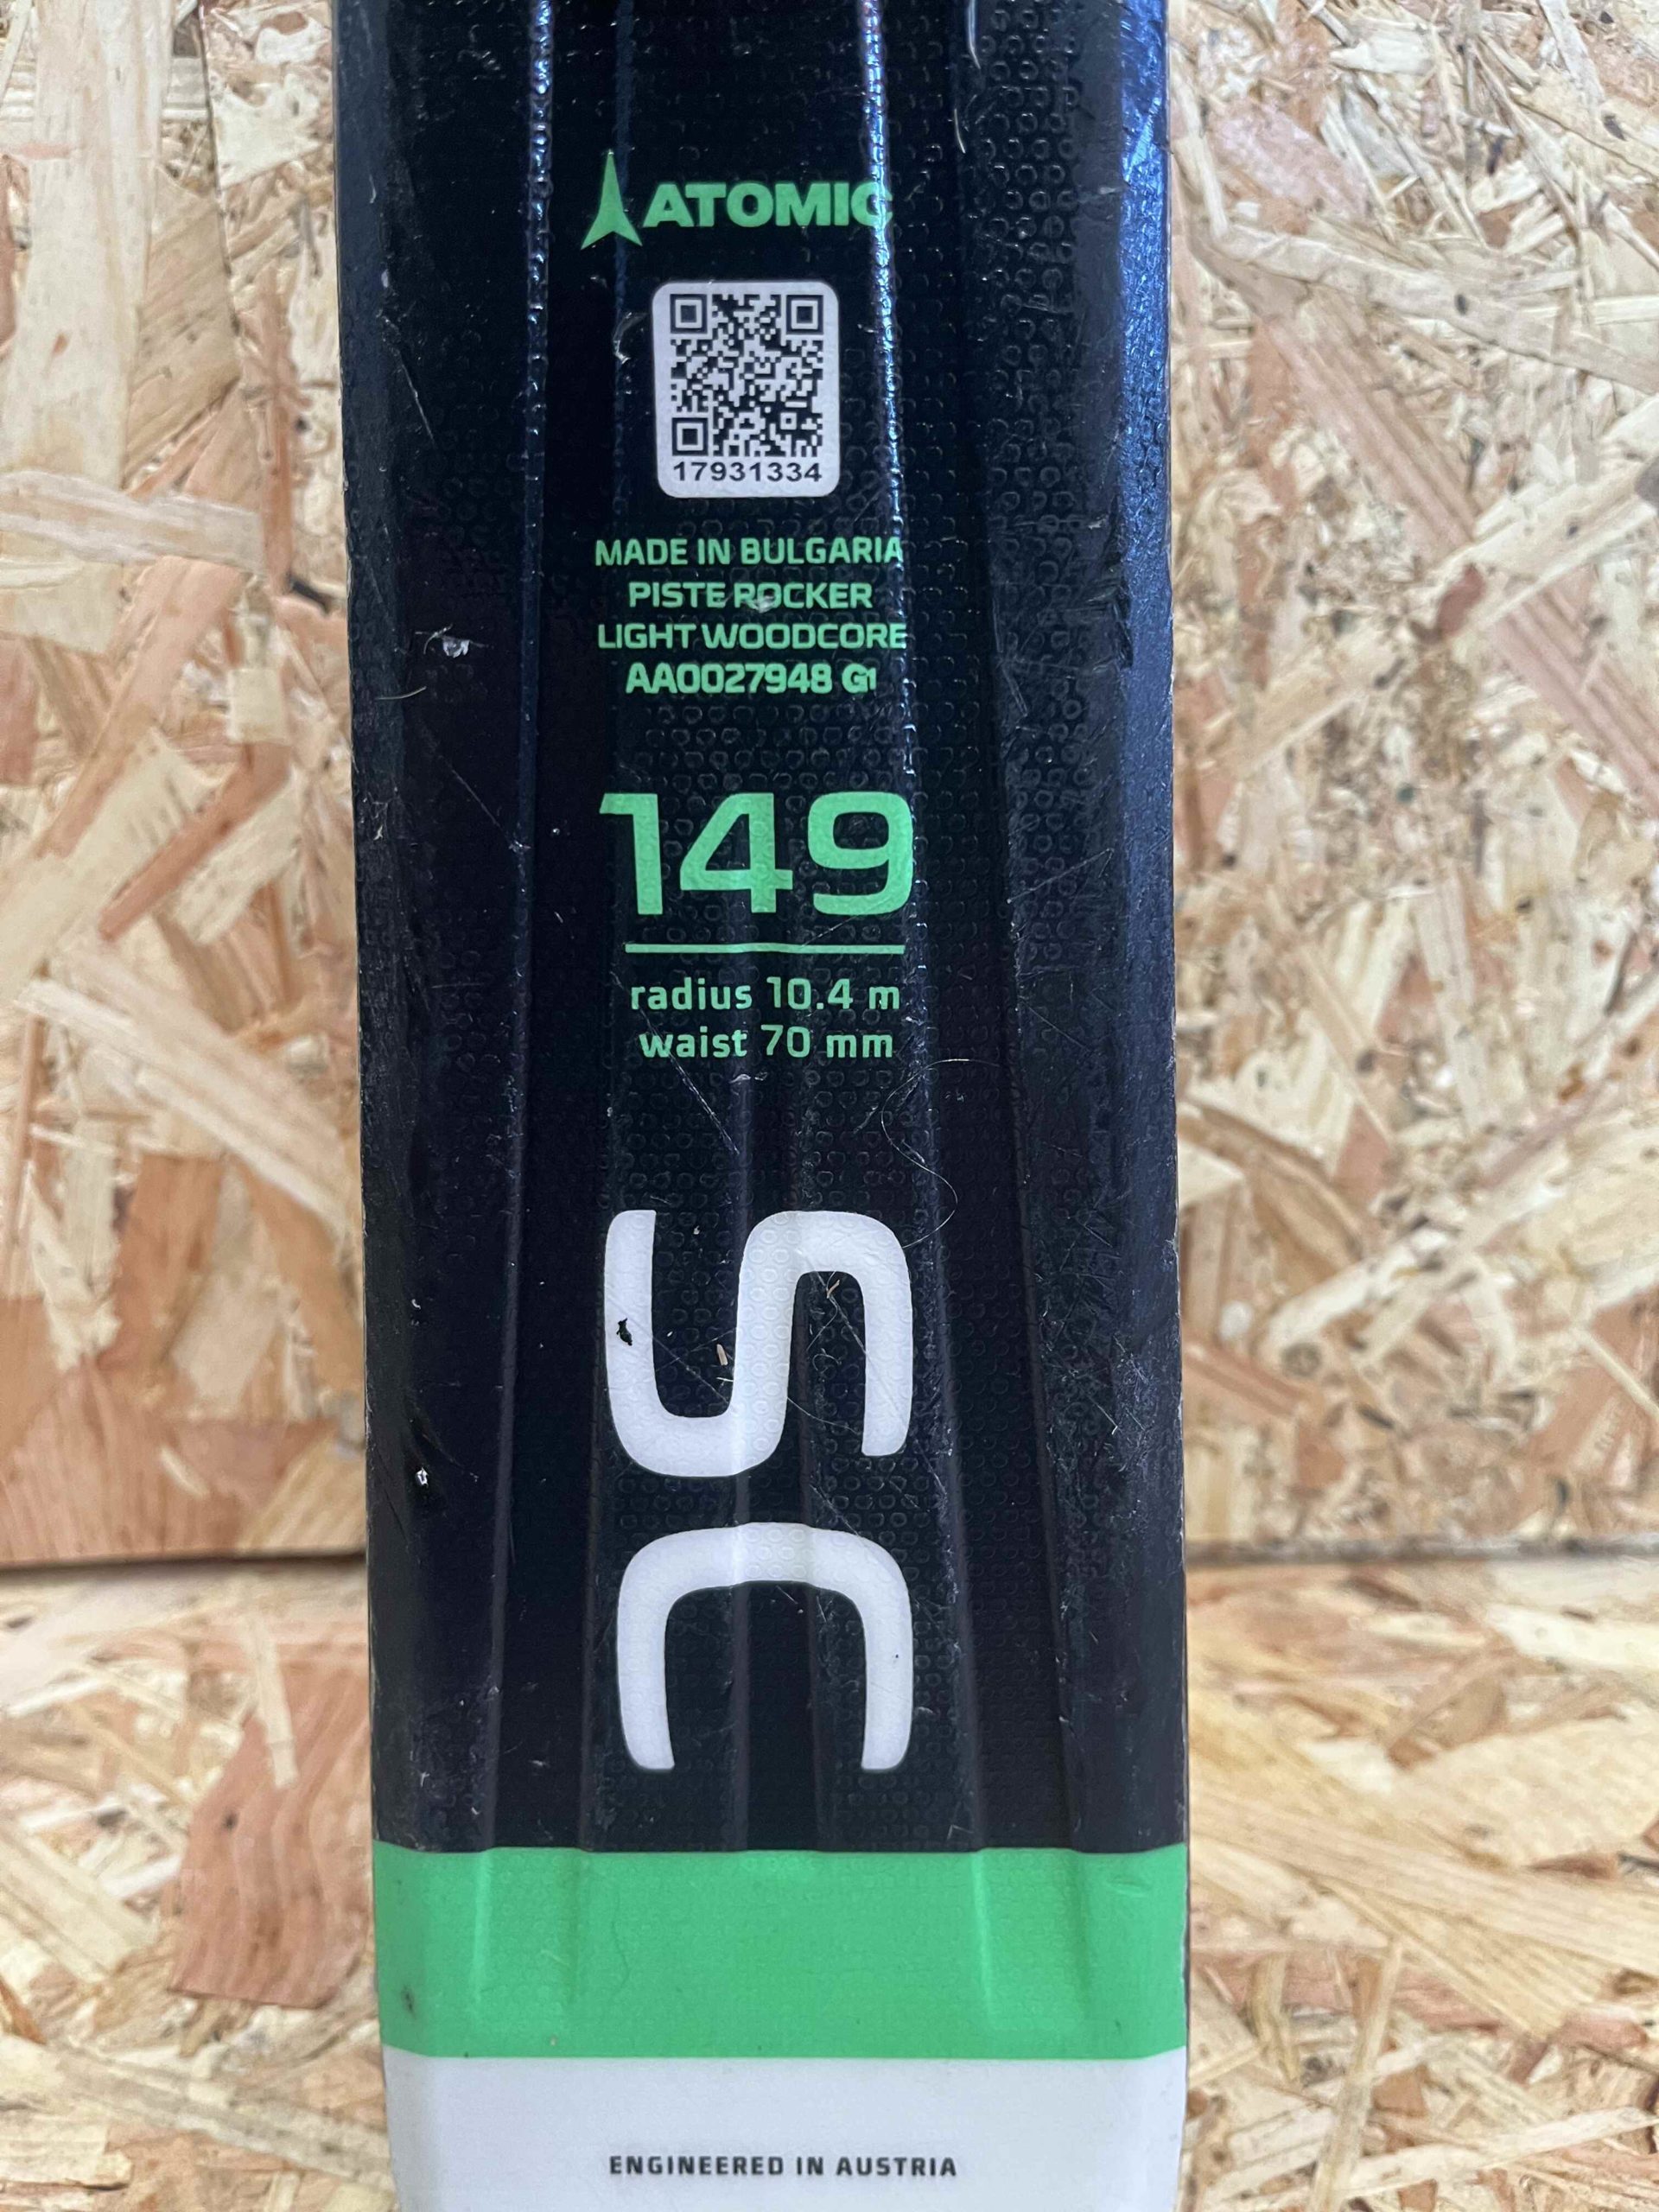 ATOMIC
17931334
MADE IN BULGARIA
PISTE ROCKER
LIGHT WOODCORE
AA0027948 G1
149
radius 10.4 m
waist 70 mm
SC
ENGINEERED IN AUSTRIA